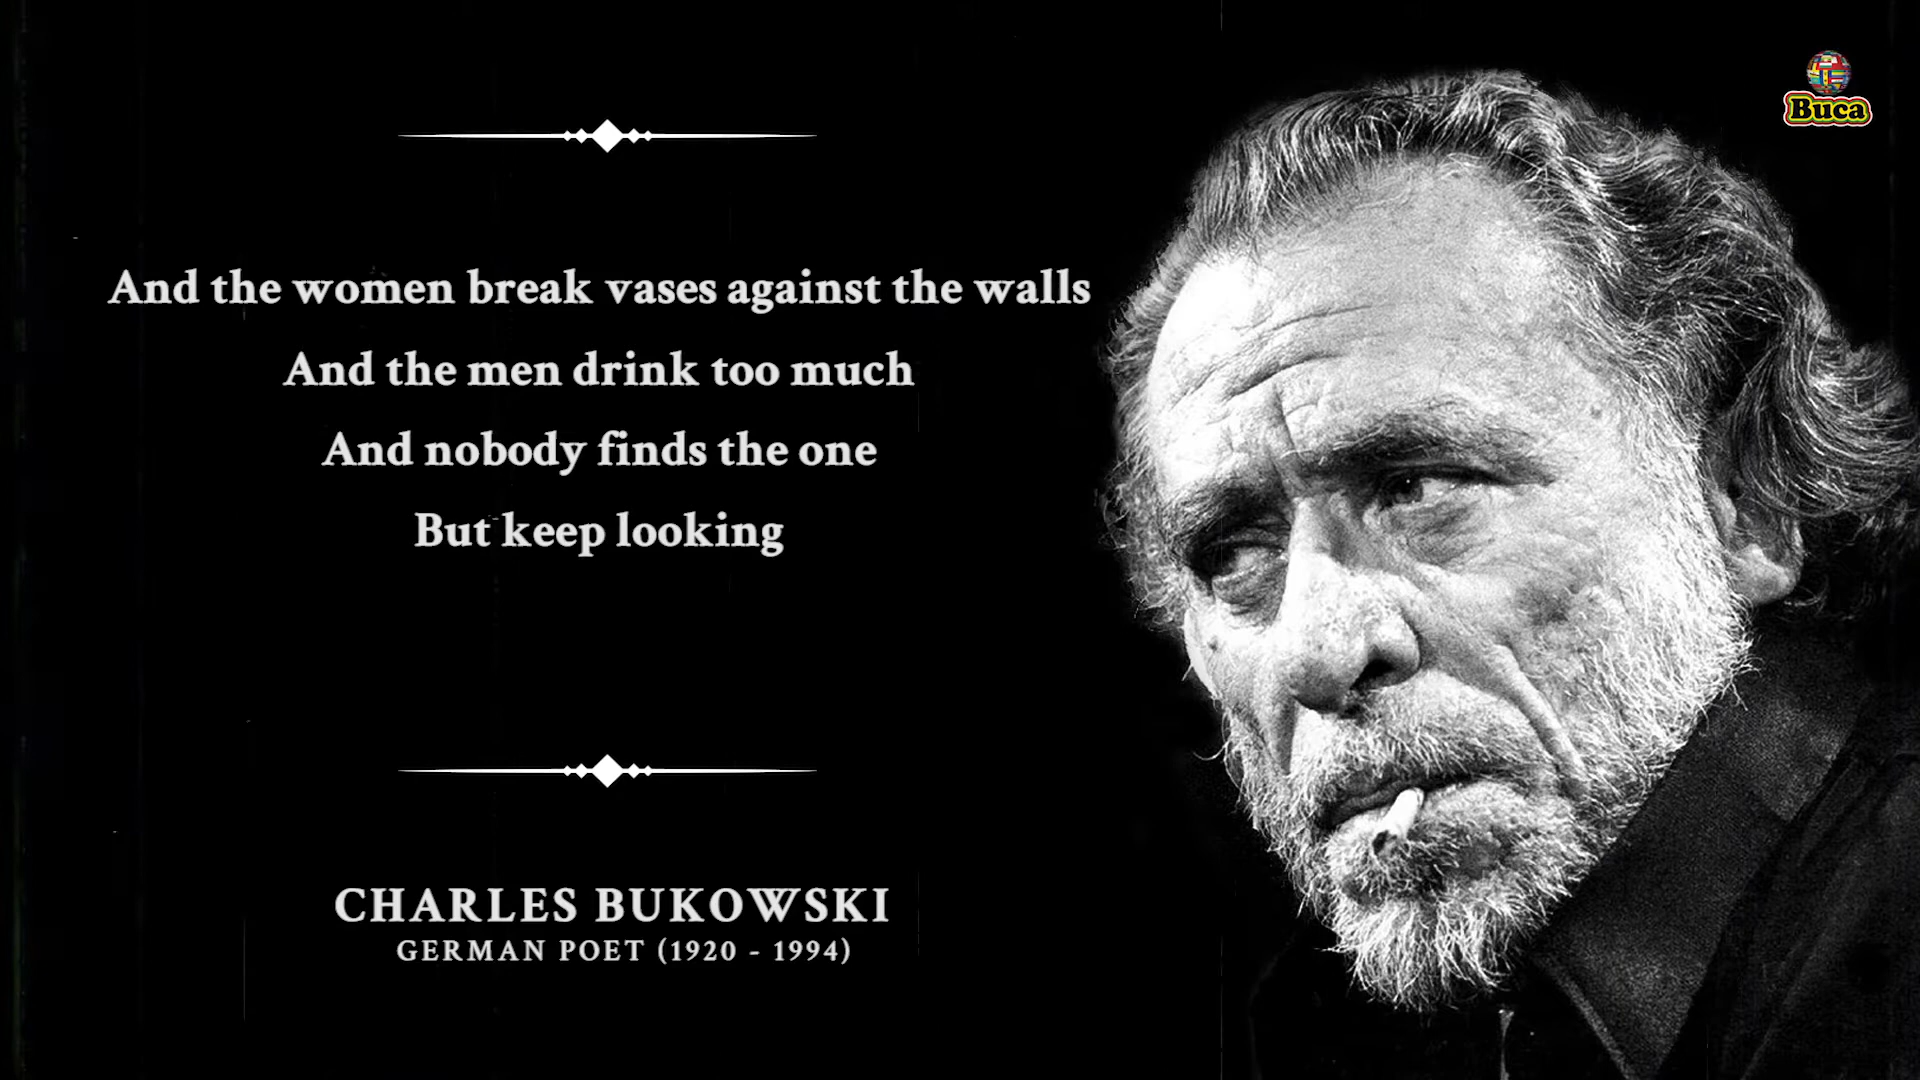 Buca
And the women break vases against the walls
And the men drink too much
And nobody finds the one
But keep looking
CHARLES BUKOWSKI
GERMAN POET (1920 - 1994)